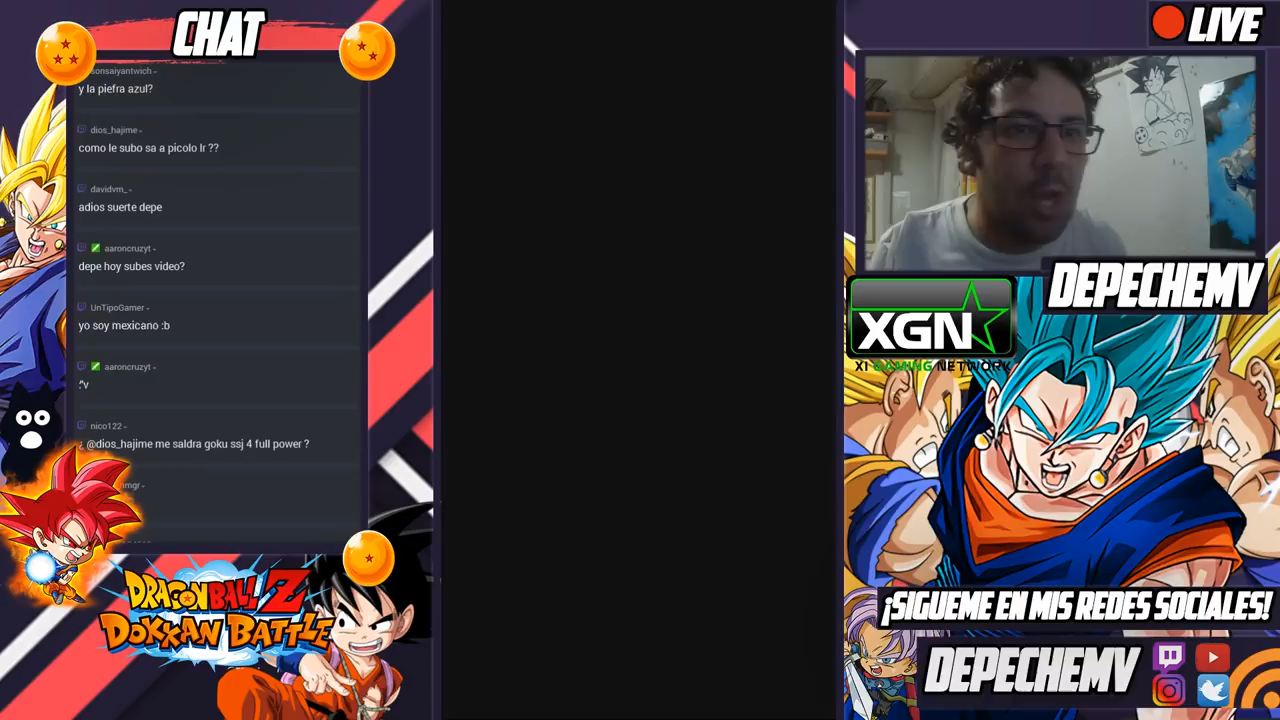 CHAT
sonsaiyantwich
y la piefra azul?
dios_hajime
como le subo sa a picolo lr ??
davidvm_
adios suerte depe
aaroncruzyt
depe hoy subes video?
UnTipoGamer
yo soy mexicano :b
aaroncruzyt
:"v
nico122
¿ @dios_hajime me saldra goku ssj 4 full power ?
DRAGONBALL Z
DOKKAN BATTLE
LIVE
DEPECHEMV
XGN
XI GAMING NETWORK
¡SIGUEME EN MIS REDES SOCIALES!
DEPECHEMV